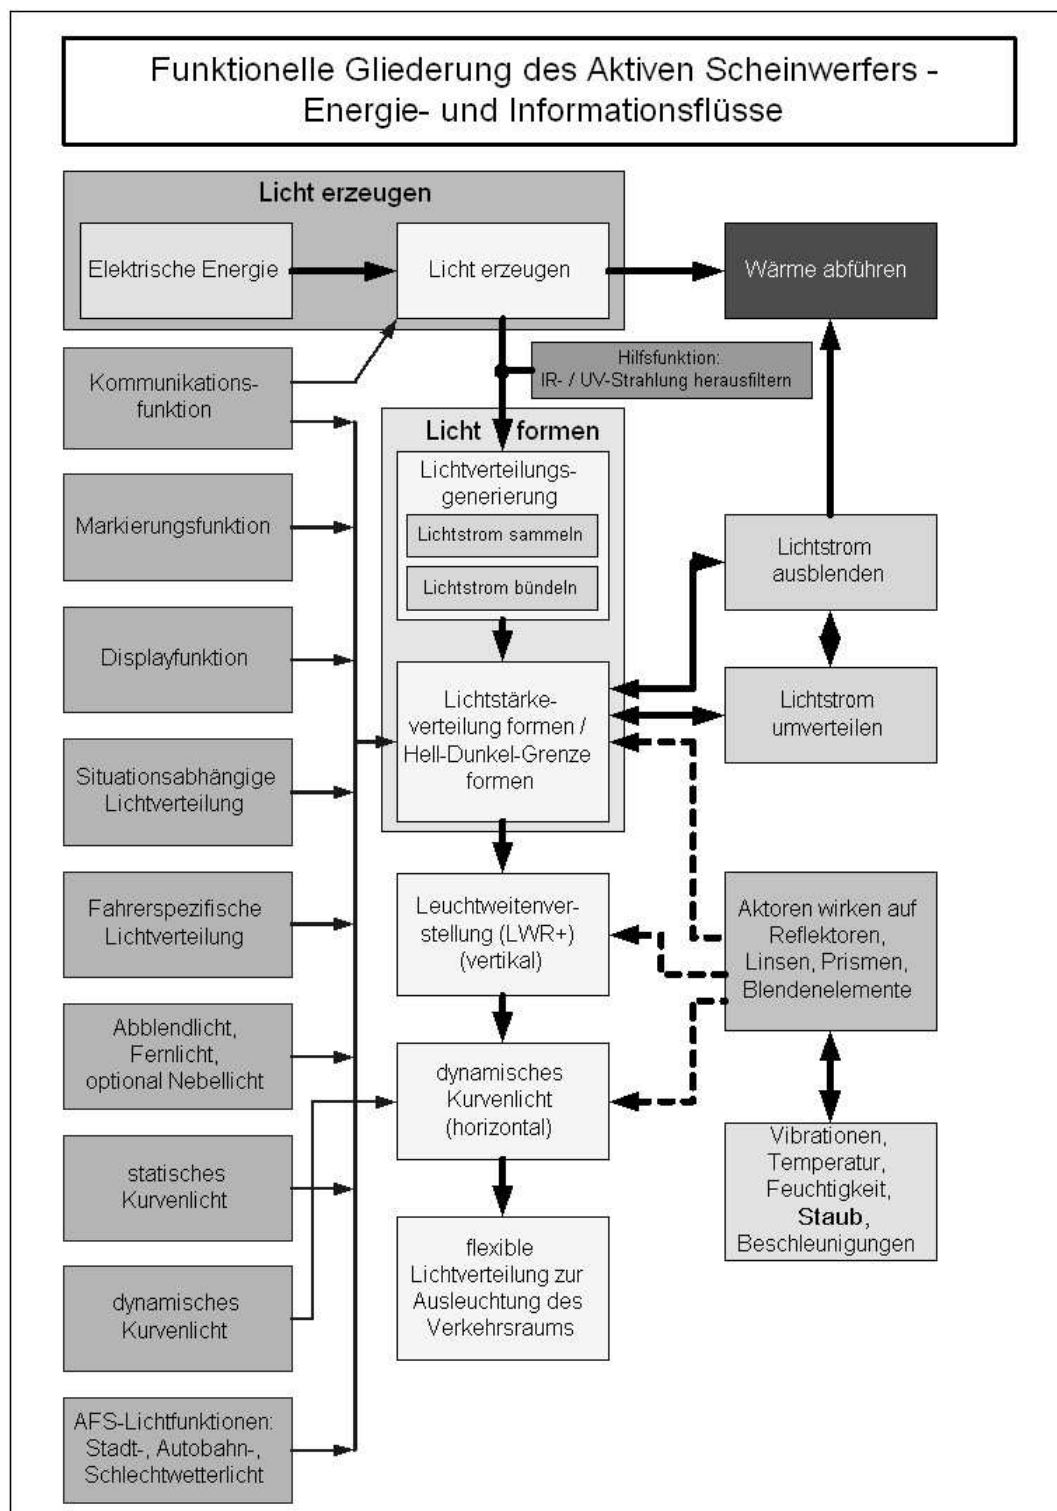 Funktionelle Gliederung des Aktiven Scheinwerfers -
Energie- und Informationsflüsse
Licht erzeugen
Elektrische Energie
Licht erzeugen
Wärme abführen
Hilfsfunktion:
IR- / UV-Strahlung herausfiltern
Kommunikations-
funktion
Licht formen
Lichtverteilungs-
generierung
Lichtstrom sammeln
Lichtstrom bündeln
Markierungsfunktion
Lichtstrom
ausblenden
Displayfunktion
Lichtstärke-
verteilung formen /
Hell-Dunkel-Grenze
formen
Lichtstrom
umverteilen
Situationsabhängige
Lichtverteilung
Fahrerspezifische
Lichtverteilung
Leuchtweitenver-
stellung (LWR+)
(vertikal)
Aktoren wirken auf
Reflektoren,
Linsen, Prismen,
Blendenelemente
Abblendlicht,
Fernlicht,
optional Nebellicht
dynamisches
Kurvenlicht
(horizontal)
statisches
Kurvenlicht
Vibrationen,
Temperatur,
Feuchtigkeit,
Staub,
Beschleunigungen
flexible
Lichtverteilung zur
Ausleuchtung des
Verkehrsraums
dynamisches
Kurvenlicht
AFS-Lichtfunktionen:
Stadt-, Autobahn-,
Schlechtwetterlicht